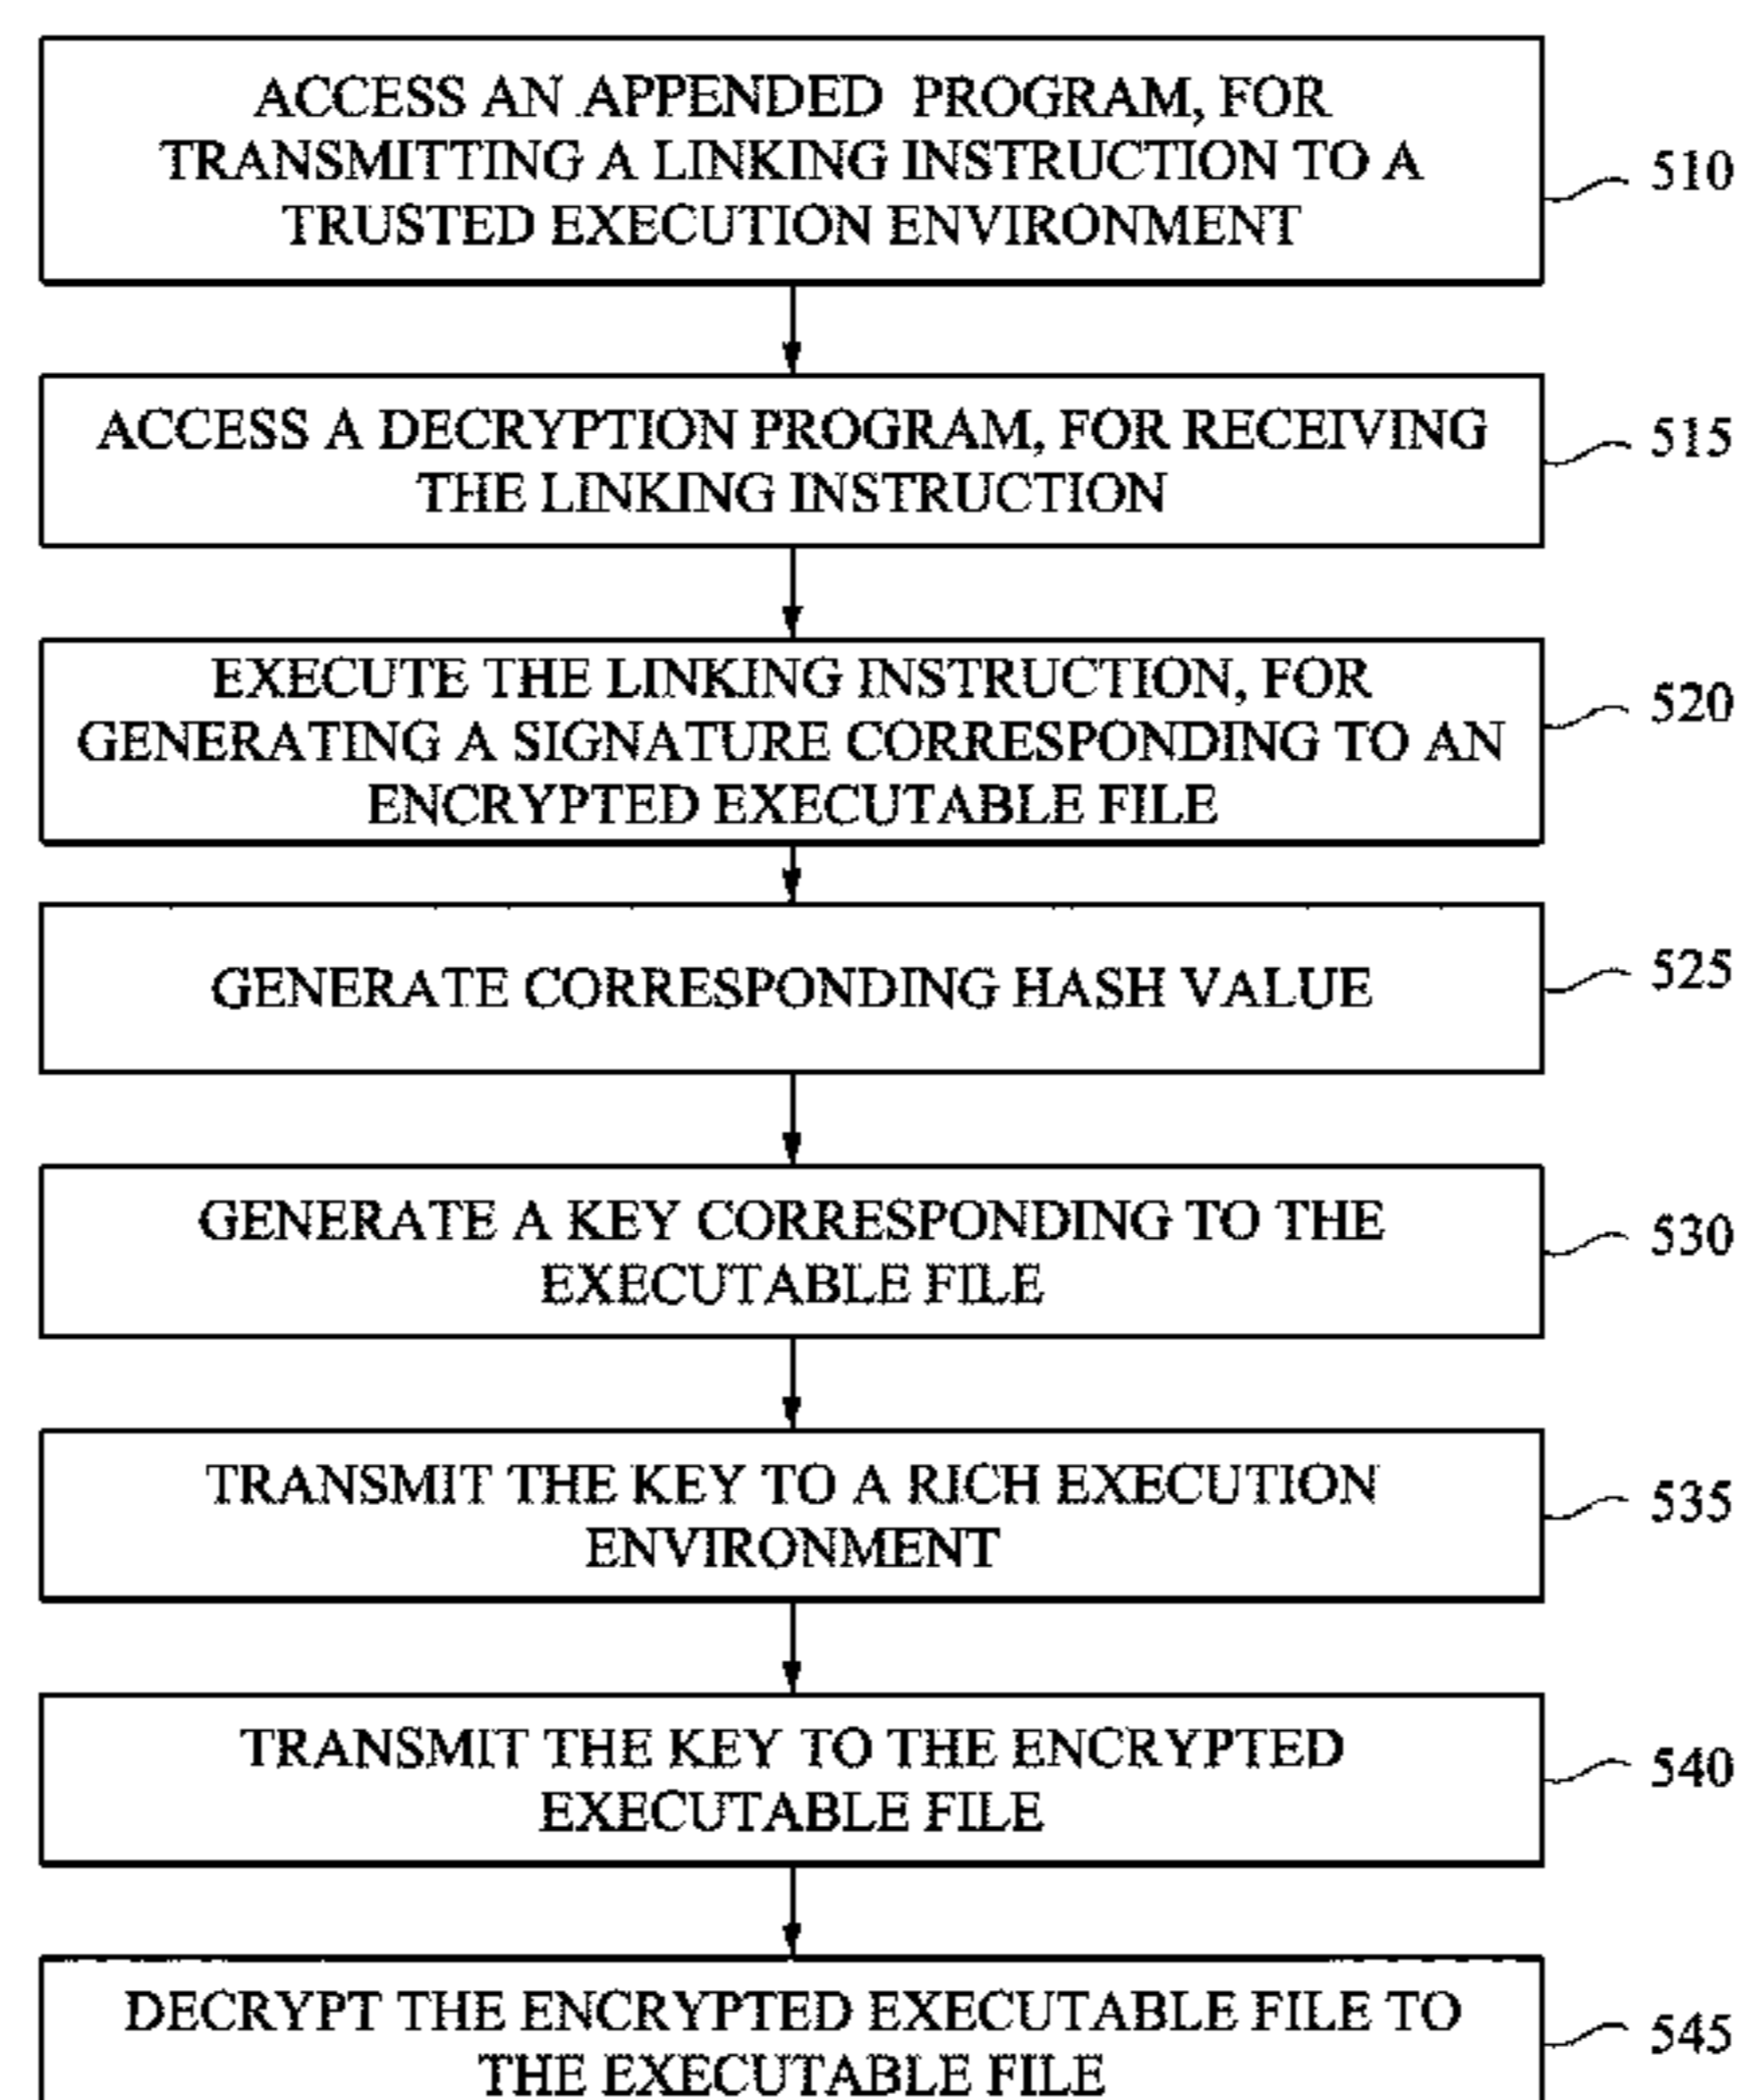 ACCESS AN APPENDED PROGRAM, FOR
TRANSMITTING A LINKING INSTRUCTION TO A
TRUSTED EXECUTION ENVIRONMENT
510
ACCESS A DECRYPTION PROGRAM, FOR RECEIVING
THE LINKING INSTRUCTION
515
EXECUTE THE LINKING INSTRUCTION, FOR
GENERATING A SIGNATURE CORRESPONDING TO AN
ENCRYPTED EXECUTABLE FILE
520
GENERATE CORRESPONDING HASH VALUE
525
GENERATE A KEY CORRESPONDING TO THE
EXECUTABLE FILE
530
TRANSMIT THE KEY TO A RICH EXECUTION
ENVIRONMENT
535
TRANSMIT THE KEY TO THE ENCRYPTED
EXECUTABLE FILE
540
DECRYPT THE ENCRYPTED EXECUTABLE FILE TO
THE EXECUTABLE FILE
545